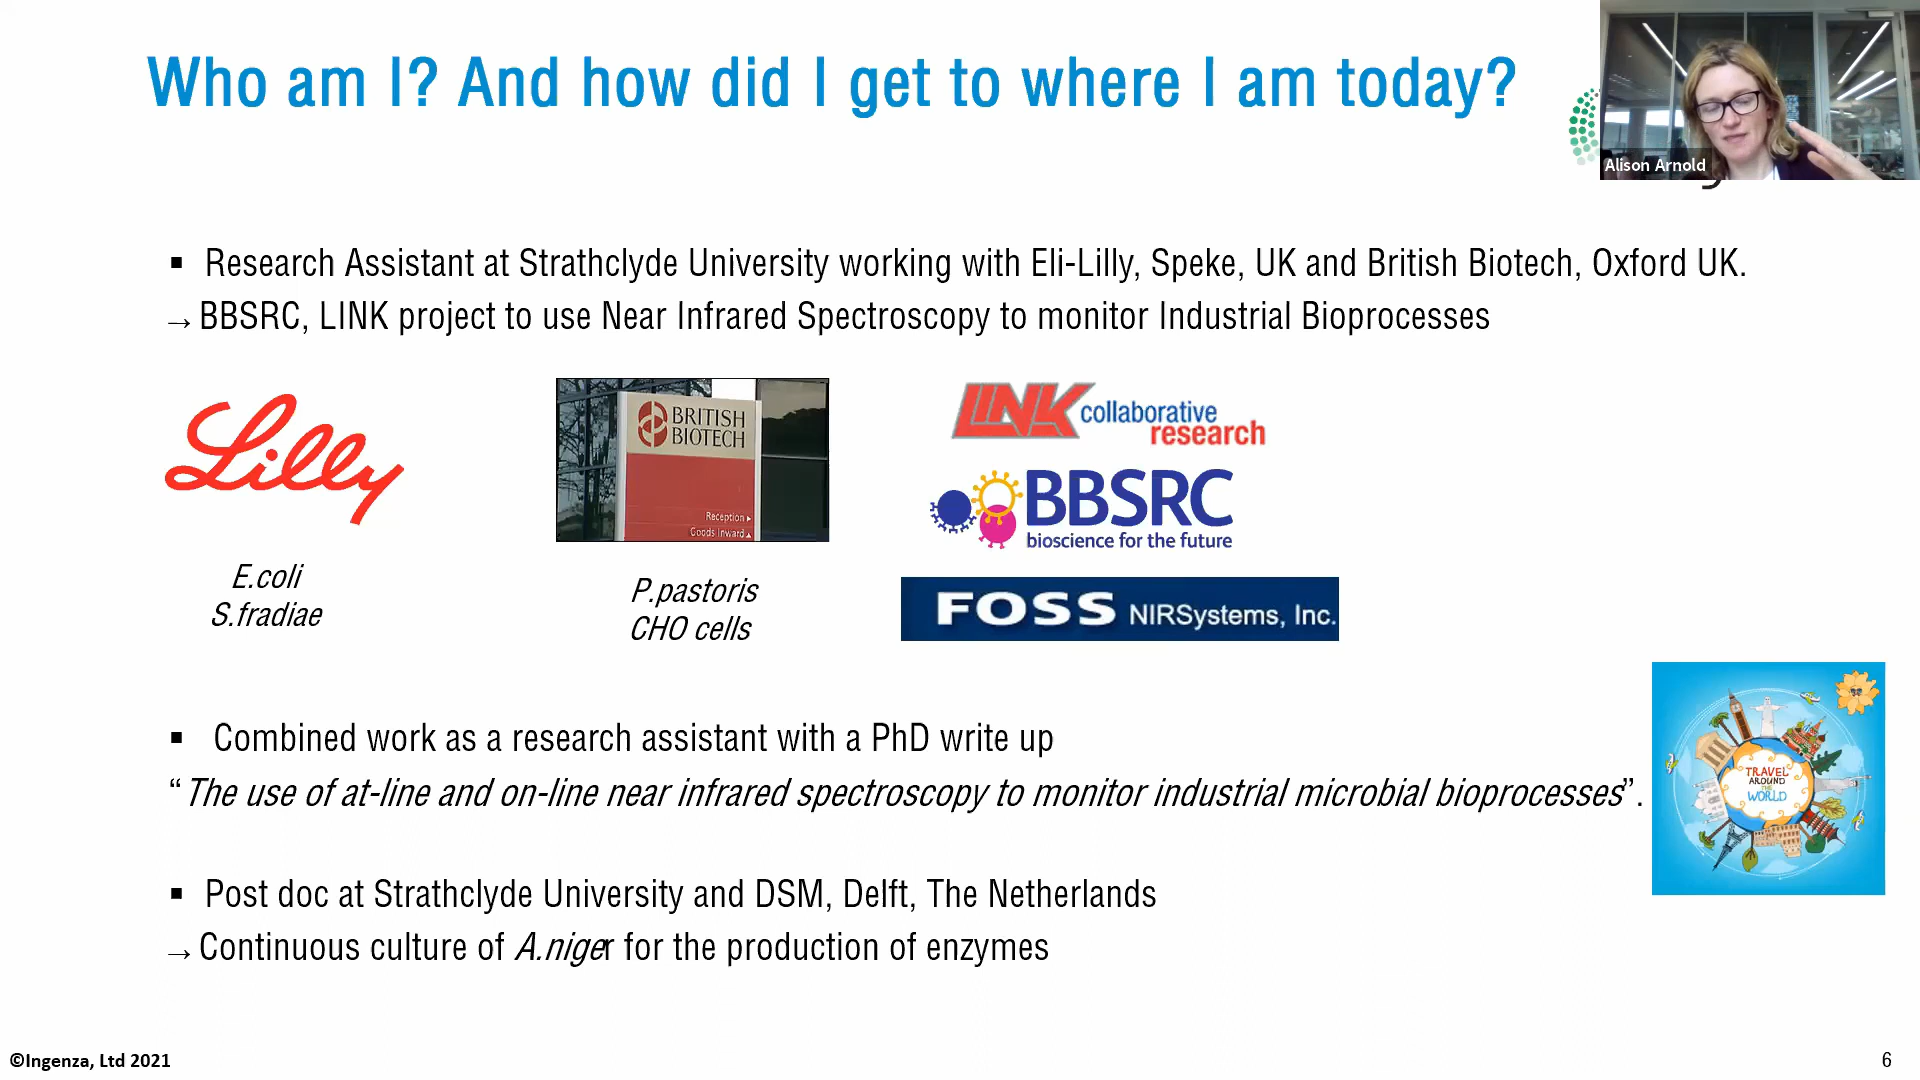 Who am I? And how did I get to where I am today?
Alison Arnold
▪ Research Assistant at Strathclyde University working with Eli-Lilly, Speke, UK and British Biotech, Oxford UK.
→ BBSRC, LINK project to use Near Infrared Spectroscopy to monitor Industrial Bioprocesses
Lilly
BRITISH
BIOTECH
Reception
Goods Inward
LINK collaborative
research
BBSRC
bioscience for the future
FOSS NIRSystems, Inc.
E.coli
S.fradiae
P.pastoris
CHO cells
▪ Combined work as a research assistant with a PhD write up
“The use of at-line and on-line near infrared spectroscopy to monitor industrial microbial bioprocesses”.
TRAVEL
AROUND
THE
WORLD
▪ Post doc at Strathclyde University and DSM, Delft, The Netherlands
→ Continuous culture of A.niger for the production of enzymes
©Ingenza, Ltd 2021
6